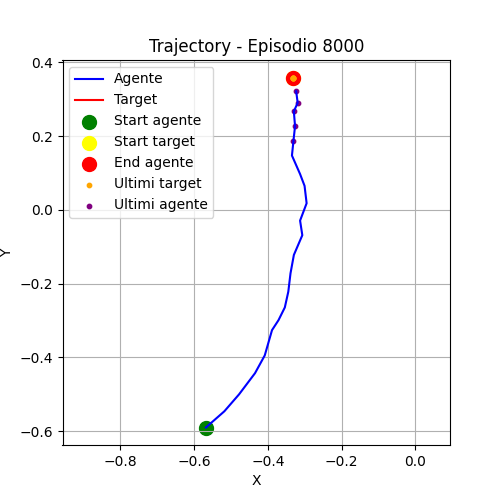 Trajectory - Episodio 8000
Agente
Target
Start agente
Start target
End agente
Ultimi target
Ultimi agente
0.4
0.2
0.0
−0.2
−0.4
−0.6
Y
−0.8
−0.6
−0.4
−0.2
0.0
X